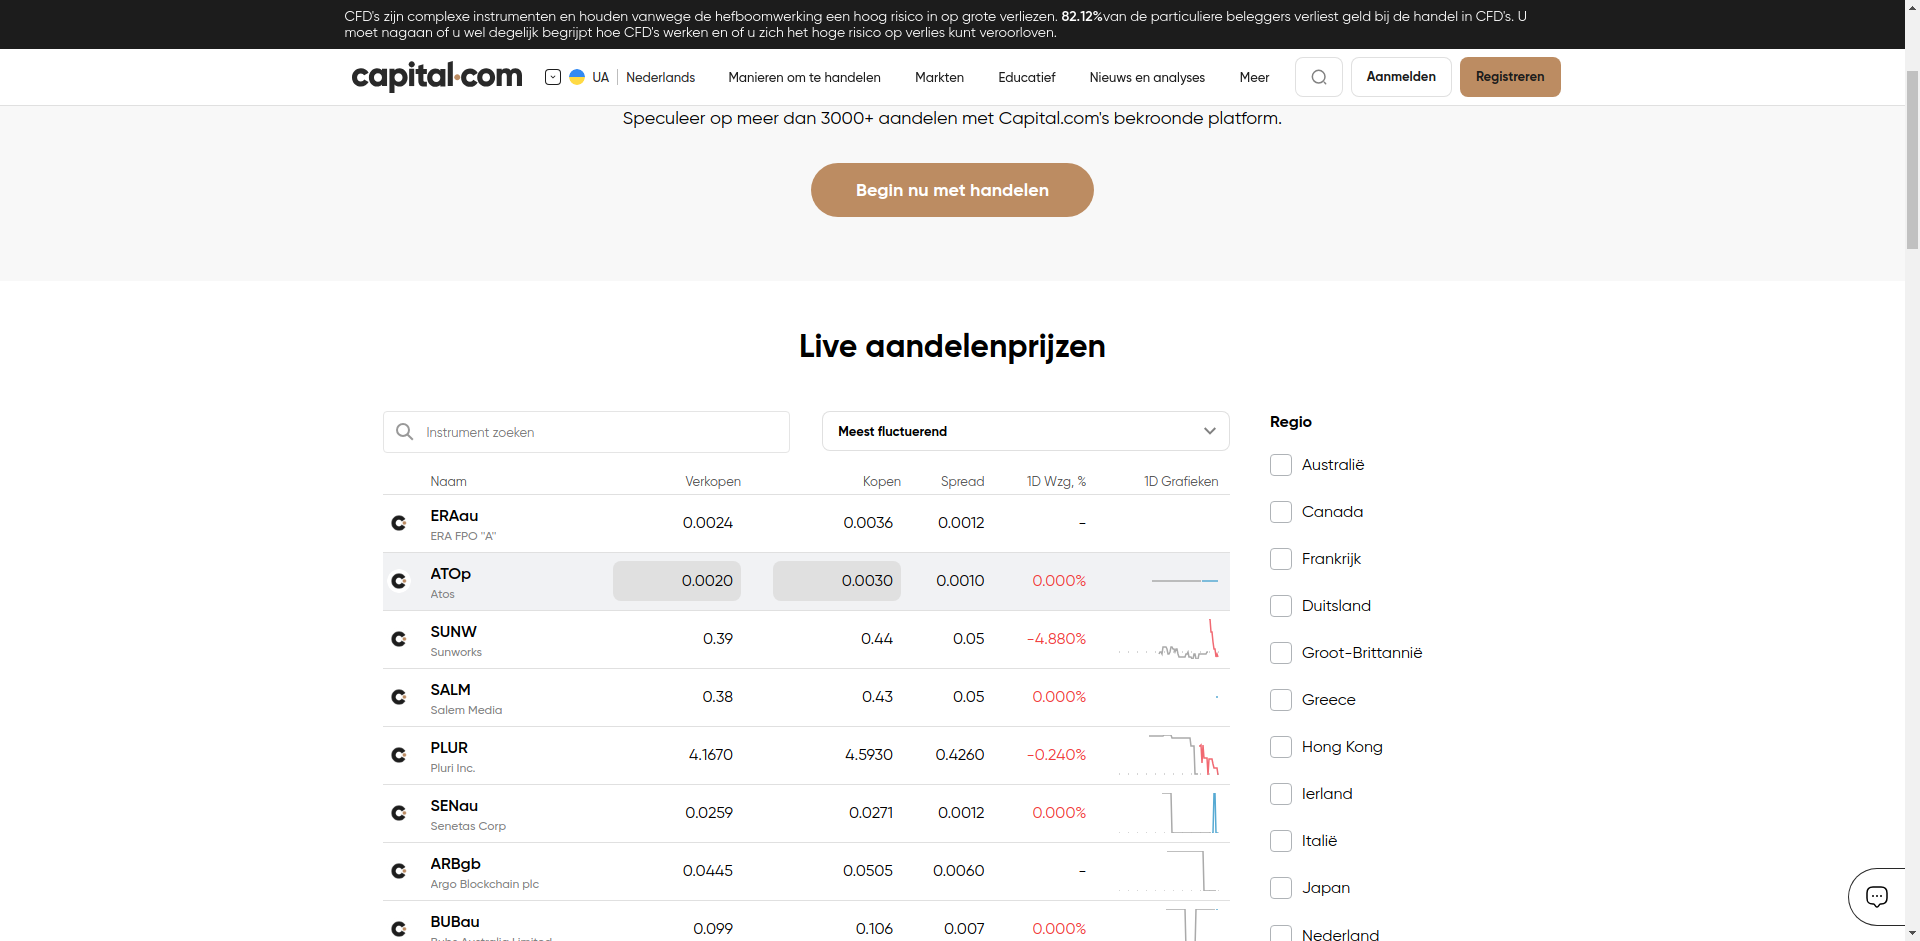 CFD's zijn complexe instrumenten en houden vanwege de hefboomwerking een hoog risico in op grote verliezen. 82.12%van de particuliere beleggers verliest geld bij de handel in CFD's. U
moet nagaan of u wel degelijk begrijpt hoe CFD's werken en of u zich het hoge risico op verlies kunt veroorloven.
capital.com UA Nederlands Manieren om te handelen Markten Educatief Nieuws en analyses Meer Aanmelden Registreren
Speculeer op meer dan 3000+ aandelen met Capital.com's bekroonde platform.
Begin nu met handelen
Live aandelenprijzen
Instrument zoeken
Meest fluctuerend
Naam Verkopen Kopen Spread 1D Wzg, % 1D Grafieken
ERAau 0.0024 0.0036 0.0012 -
ERA FPO "A"
ATOp 0.0020 0.0030 0.0010 0.000%
Atos
SUNW 0.39 0.44 0.05 -4.880%
Sunworks
SALM 0.38 0.43 0.05 0.000%
Salem Media
PLUR 4.1670 4.5930 0.4260 -0.240%
Pluri Inc.
SENau 0.0259 0.0271 0.0012 0.000%
Senetas Corp
ARBgb 0.0445 0.0505 0.0060 -
Argo Blockchain plc
BUBau 0.099 0.106 0.007 0.000%
Regio
Australië
Canada
Frankrijk
Duitsland
Groot-Brittannië
Greece
Hong Kong
Ierland
Italië
Japan
Nederland